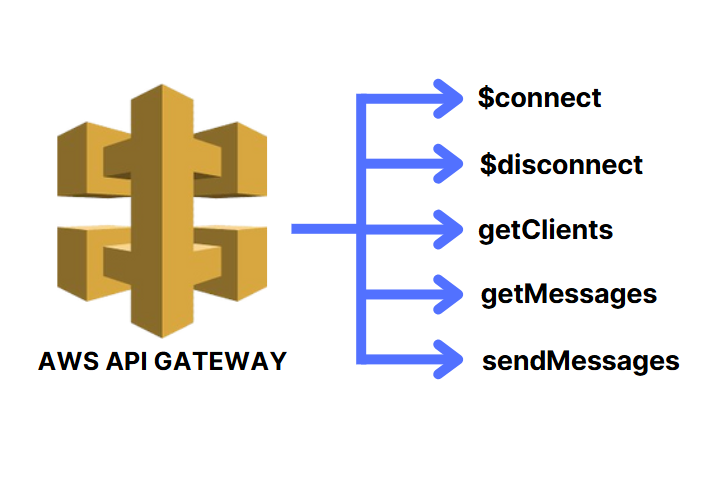 $connect
$disconnect
getClients
getMessages
AWS API GATEWAY
sendMessages